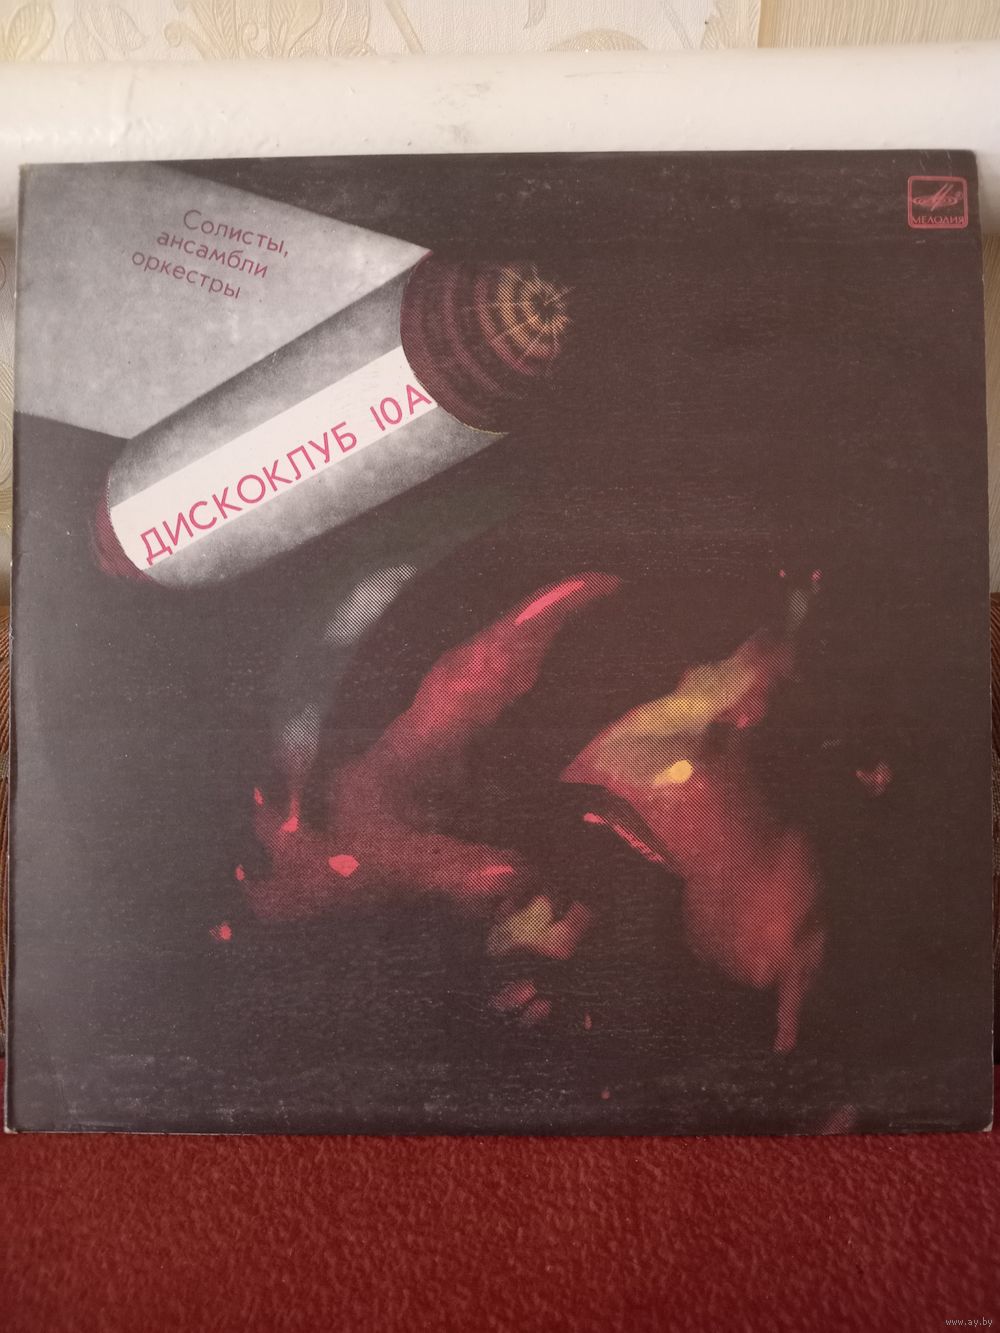 Солисты,
ансамбли
оркестры
ДИСКОКЛУБ 10А
МЕЛОДИЯ
www.ay.by